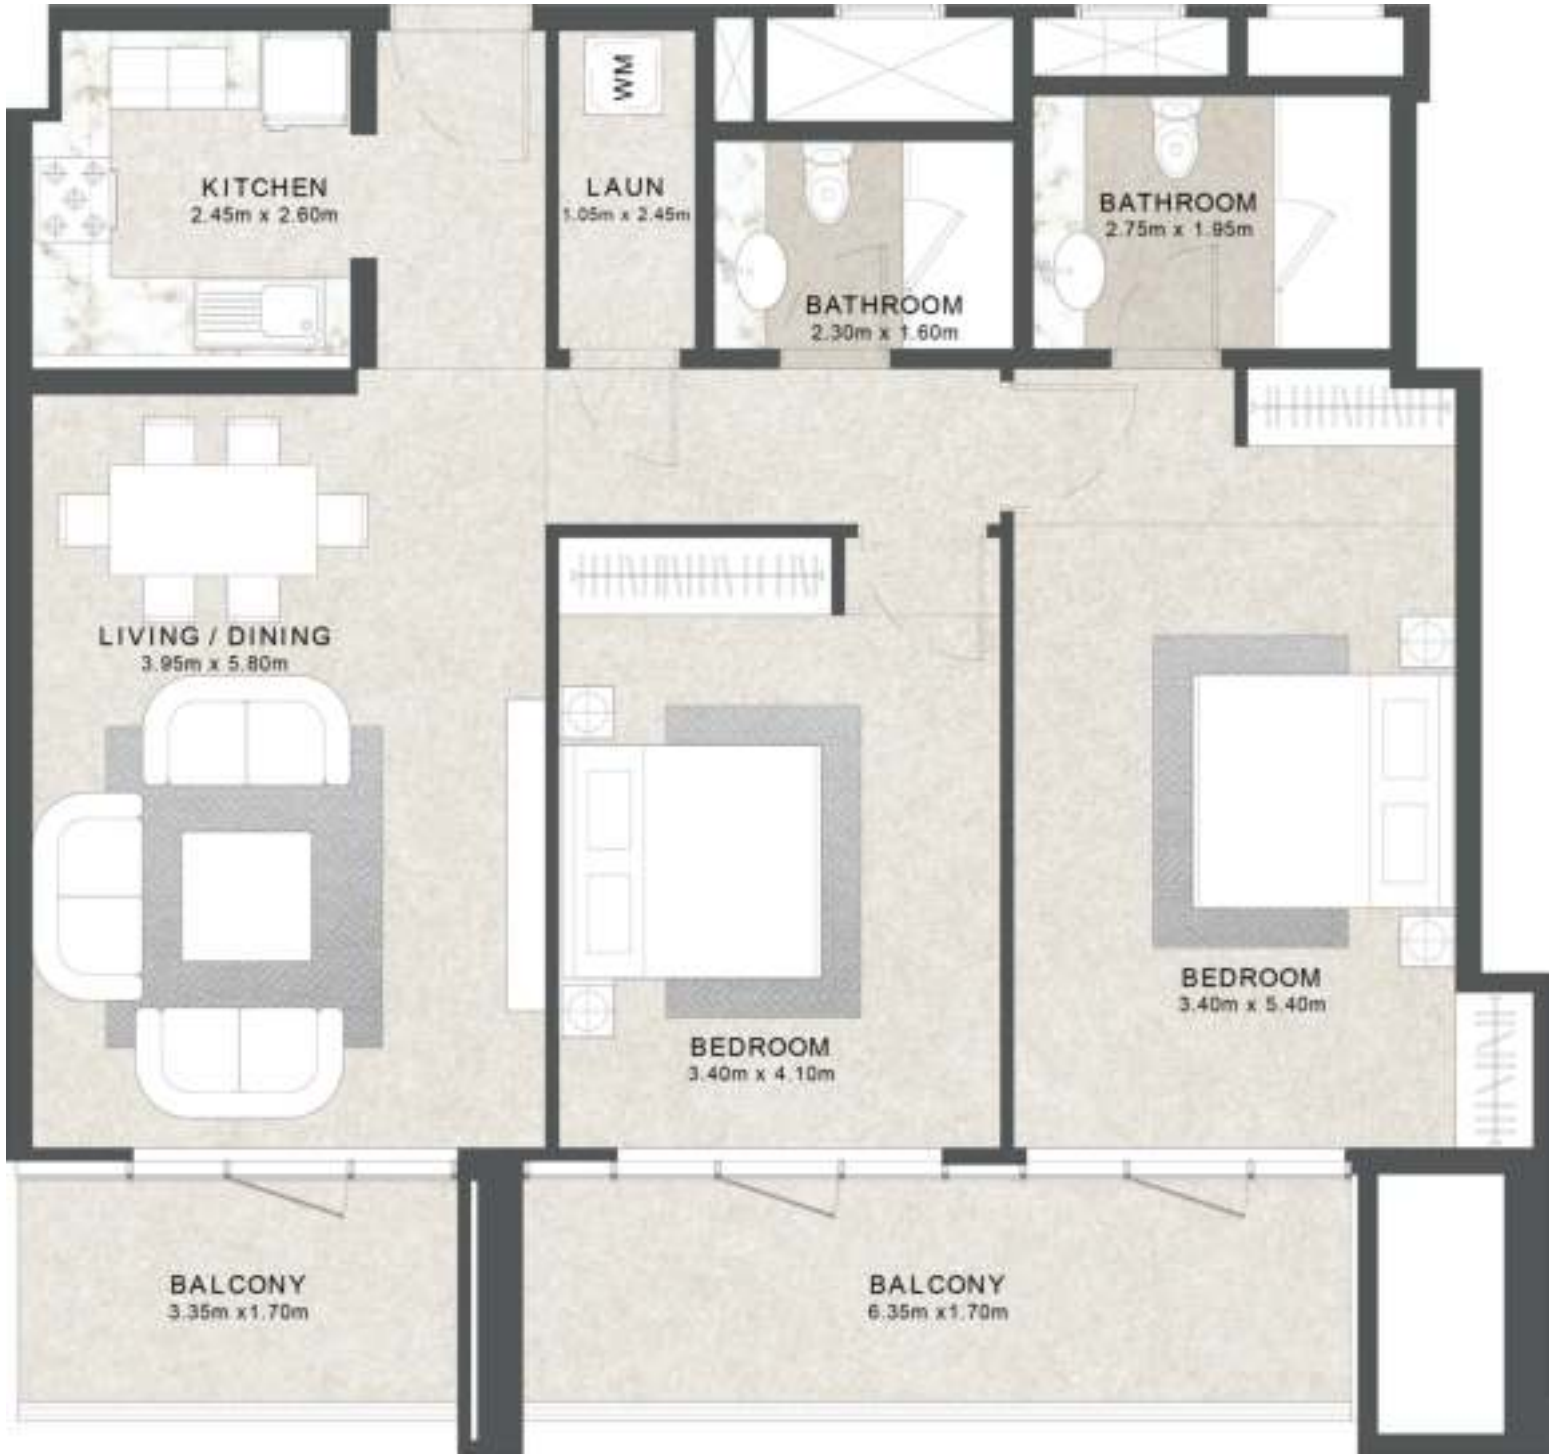 WM
KITCHEN
2.45m x 2.60m
LAUN
1.05m x 2.45m
BATHROOM
2.75m x 1.95m
BATHROOM
2.30m x 1.60m
LIVING / DINING
3.95m x 5.80m
BEDROOM
3.40m x 5.40m
BEDROOM
3.40m x 4.10m
BALCONY
3.35m x1.70m
BALCONY
6.35m x1.70m